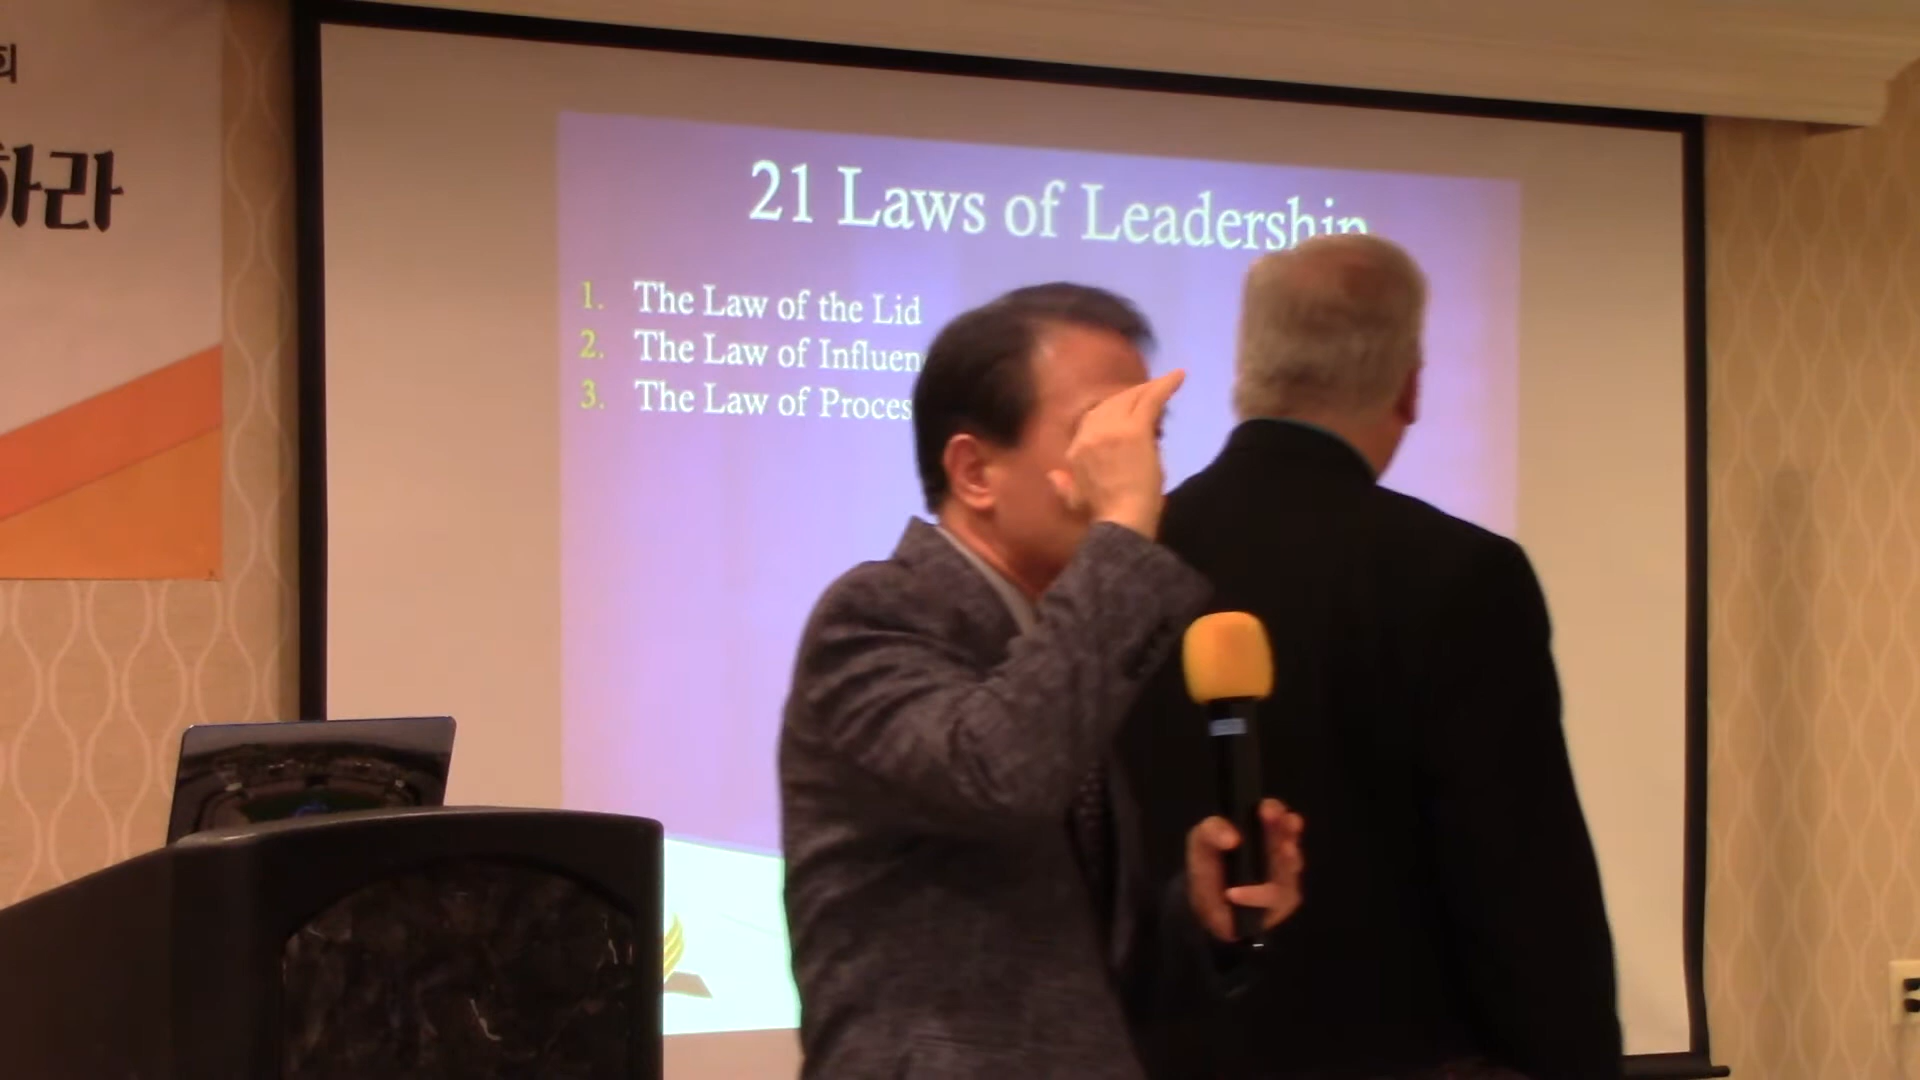 회
하라
21 Laws of Leadership
1. The Law of the Lid
2. The Law of Influen
3. The Law of Proces